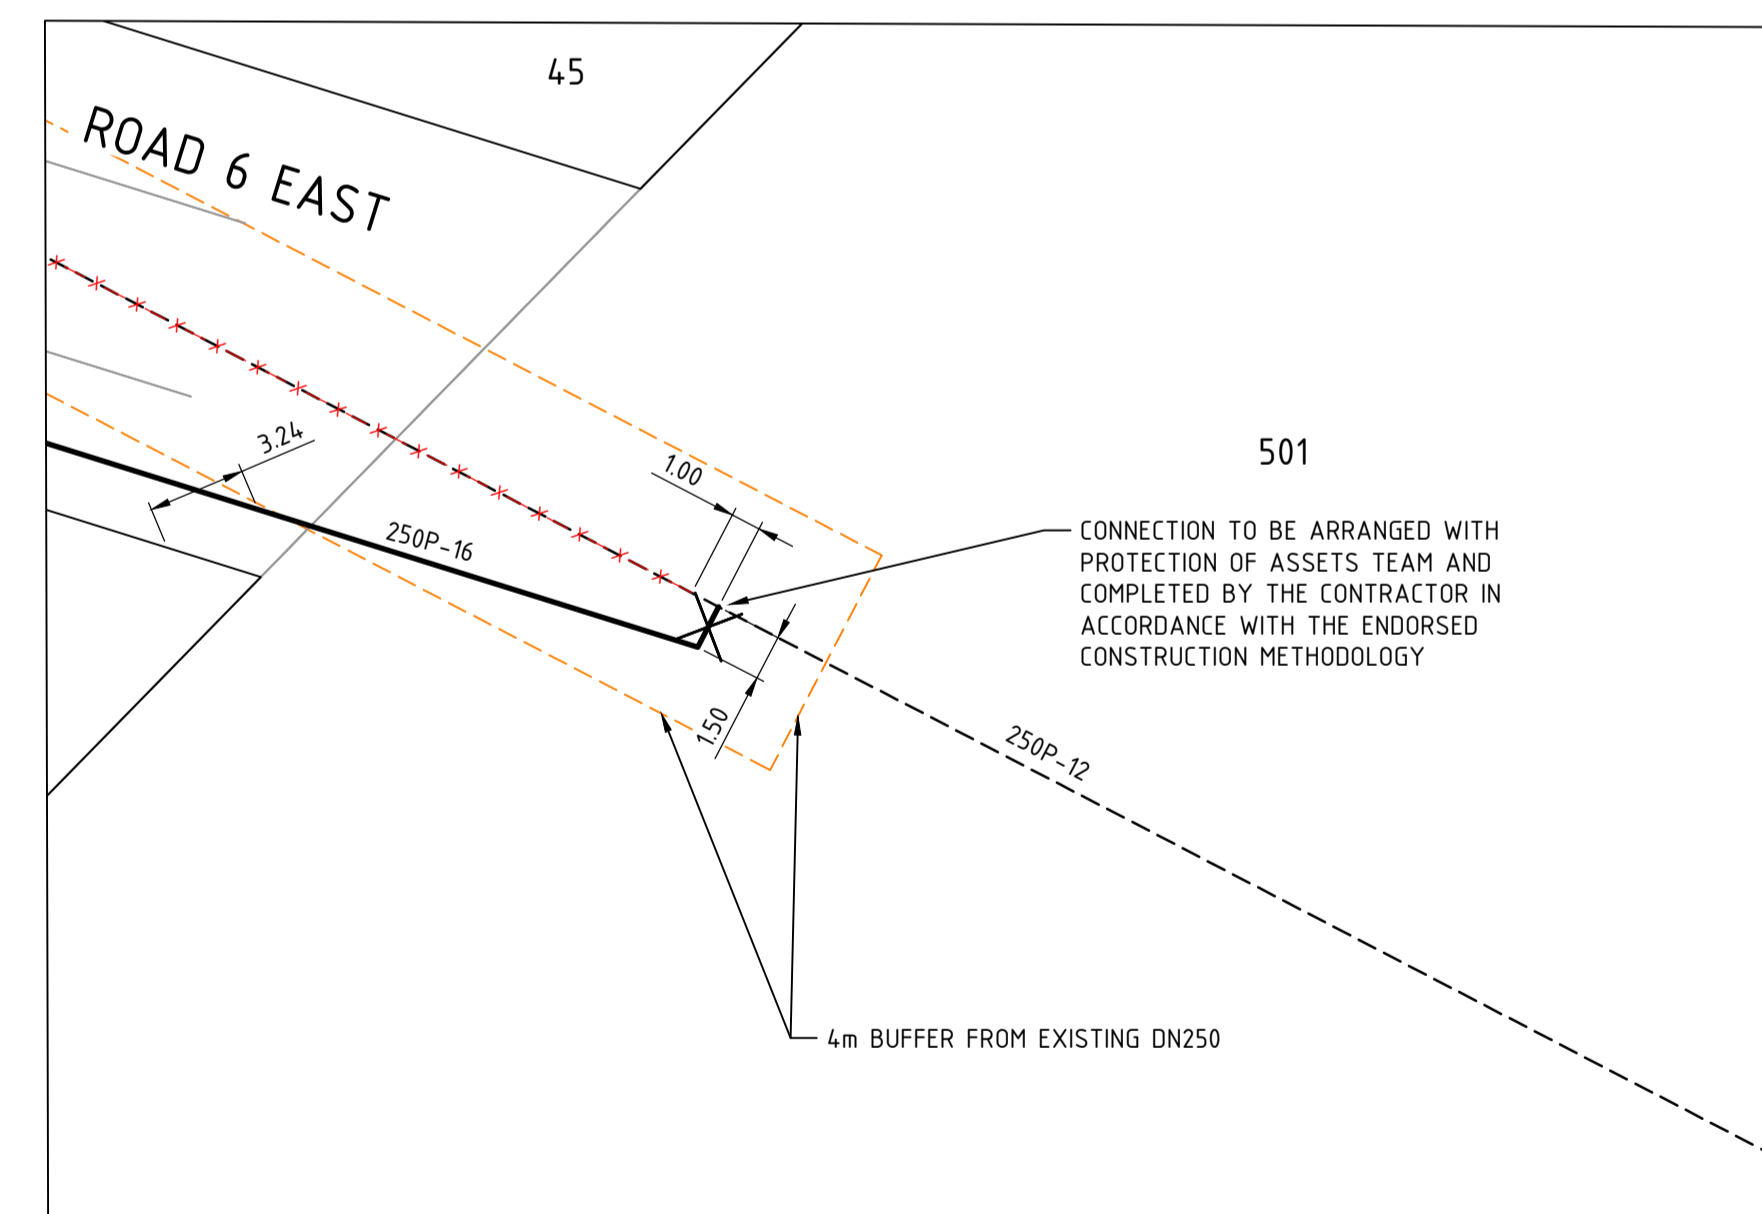 45
ROAD 6 EAST
3.24
1.00
501
250P-16
CONNECTION TO BE ARRANGED WITH
PROTECTION OF ASSETS TEAM AND
COMPLETED BY THE CONTRACTOR IN
ACCORDANCE WITH THE ENDORSED
CONSTRUCTION METHODOLOGY
1.50
250P-12
4m BUFFER FROM EXISTING DN250